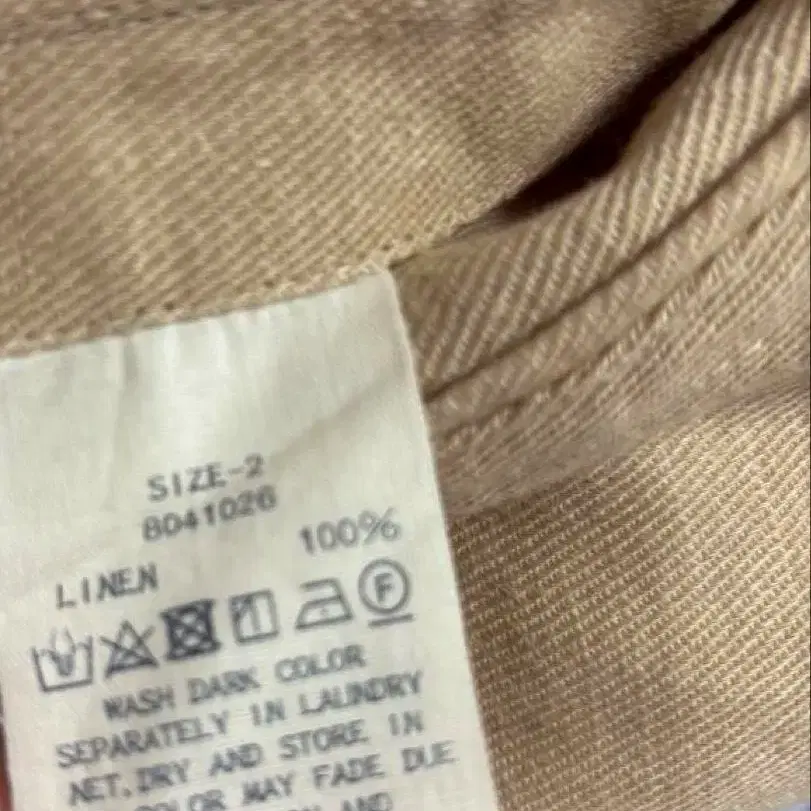 SIZE-2
8041026
100%
LINEN
F
WASH DARK COLOR
SEPARATELY IN LAUNDRY
NET, DRY AND STORE IN
COLOR MAY FADE DUE
AND